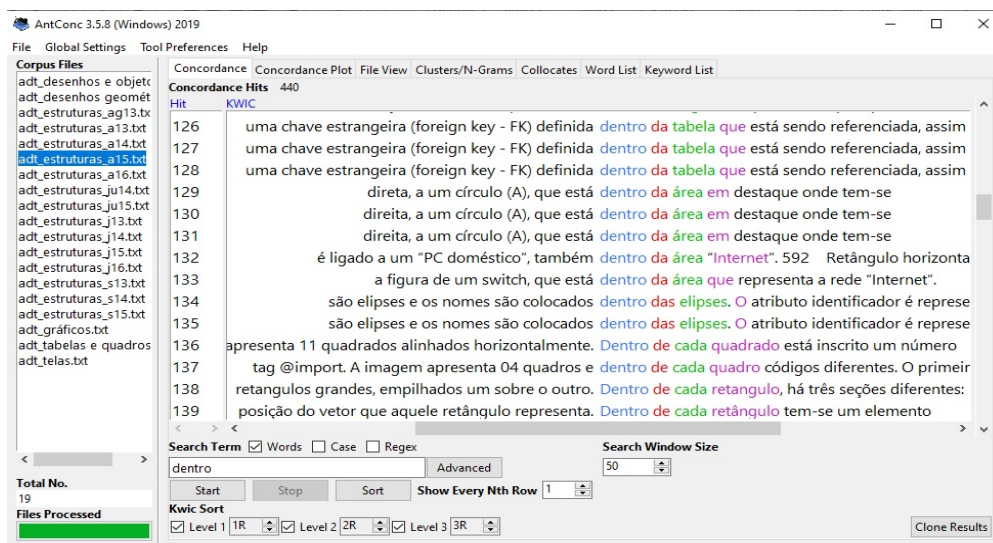 AntConc 3.5.8 (Windows) 2019
File Global Settings Tool Preferences Help
Corpus Files
adt_desenhos e objeto
adt_desenhos geomét
adt_estruturas_ag13.tx
adt_estruturas_a13.txt
adt_estruturas_a14.txt
adt_estruturas_a15.txt
adt_estruturas_a16.txt
adt_estruturas_ju14.txt
adt_estruturas_ju15.txt
adt_estruturas_j13.txt
adt_estruturas_j14.txt
adt_estruturas_j15.txt
adt_estruturas_j16.txt
adt_estruturas_s13.txt
adt_estruturas_s14.txt
adt_estruturas_s15.txt
adt_gráficos.txt
adt_tabelas e quadros
adt_telas.txt
Total No.
19
Files Processed
Concordance Concordance Plot File View Clusters/N-Grams Collocates Word List Keyword List
Concordance Hits 440
Hit KWIC
126 uma chave estrangeira (foreign key - FK) definida dentro da tabela que está sendo referenciada, assim
127 uma chave estrangeira (foreign key - FK) definida dentro da tabela que está sendo referenciada, assim
128 uma chave estrangeira (foreign key - FK) definida dentro da tabela que está sendo referenciada, assim
129 direta, a um círculo (A), que está dentro da área em destaque onde tem-se
130 direita, a um círculo (A), que está dentro da área em destaque onde tem-se
131 direita, a um círculo (A), que está dentro da área em destaque onde tem-se
132 é ligado a um "PC doméstico", também dentro da área "Internet". 592 Retângulo horizonta
133 a figura de um switch, que está dentro da área que representa a rede "Internet".
134 são elipses e os nomes são colocados dentro das elipses. O atributo identificador é represe
135 são elipses e os nomes são colocados dentro das elipses. O atributo identificador é represe
136 apresenta 11 quadrados alinhados horizontalmente. Dentro de cada quadrado está inscrito um número
137 tag @import. A imagem apresenta 04 quadros e dentro de cada quadro códigos diferentes. O primeir
138 retangulos grandes, empilhados um sobre o outro. Dentro de cada retangulo, há três seções diferentes:
139 posição do vetor que aquele retângulo representa. Dentro de cada retângulo tem-se um elemento
Search Term Words Case Regex Search Window Size
dentro Advanced 50
Start Stop Sort Show Every Nth Row 1
Kwic Sort
Level 1 1R Level 2 2R Level 3 3R Clone Results